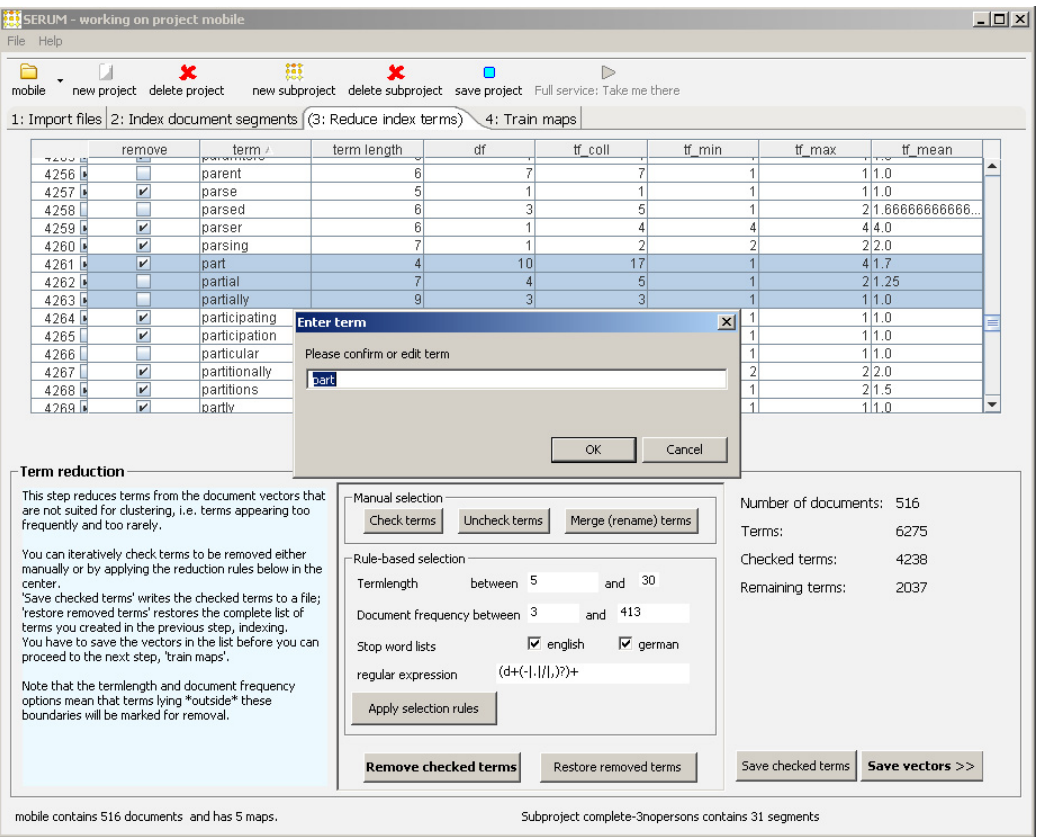 SERUM - working on project mobile
File Help
mobile new project delete project new subproject delete subproject save project Full service: Take me there
1: Import files 2: Index document segments (3: Reduce index terms) 4: Train maps
remove term term length df tf_coll tf_min tf_max tf_mean
4256 parent 6 7 7 1 1 1.0
4257 parse 5 1 1 1 1 1.0
4258 parsed 6 3 5 1 2 1.66666666666...
4259 parser 6 1 4 4 4 4.0
4260 parsing 7 1 2 2 2 2.0
4261 part 4 10 17 1 4 1.7
4262 partial 7 4 5 1 2 1.25
4263 partially 9 3 3 1 1 1.0
4264 participating 1 1 1.0
4265 participation 1 1 1.0
4266 particular 1 1 1.0
4267 partitionally 2 2 2.0
4268 partitions 1 2 1.5
4269 partly 1 1 1.0
Enter term
Please confirm or edit term
part
OK Cancel
Term reduction
This step reduces terms from the document vectors that
are not suited for clustering, i.e. terms appearing too
frequently and too rarely.
You can iteratively check terms to be removed either
manually or by applying the reduction rules below in the
center.
'Save checked terms' writes the checked terms to a file;
'restore removed terms' restores the complete list of
terms you created in the previous step, indexing.
You have to save the vectors in the list before you can
proceed to the next step, 'train maps'.
Note that the termlength and document frequency
options mean that terms lying *outside* these
boundaries will be marked for removal.
Manual selection
Check terms Uncheck terms Merge (rename) terms
Rule-based selection
Termlength between 5 and 30
Document frequency between 3 and 413
Stop word lists english german
regular expression (d+(-|.|/|,)?)+
Apply selection rules
Remove checked terms Restore removed terms
Number of documents: 516
Terms: 6275
Checked terms: 4238
Remaining terms: 2037
Save checked terms Save vectors >>
mobile contains 516 documents and has 5 maps. Subproject complete-3nopersons contains 31 segments